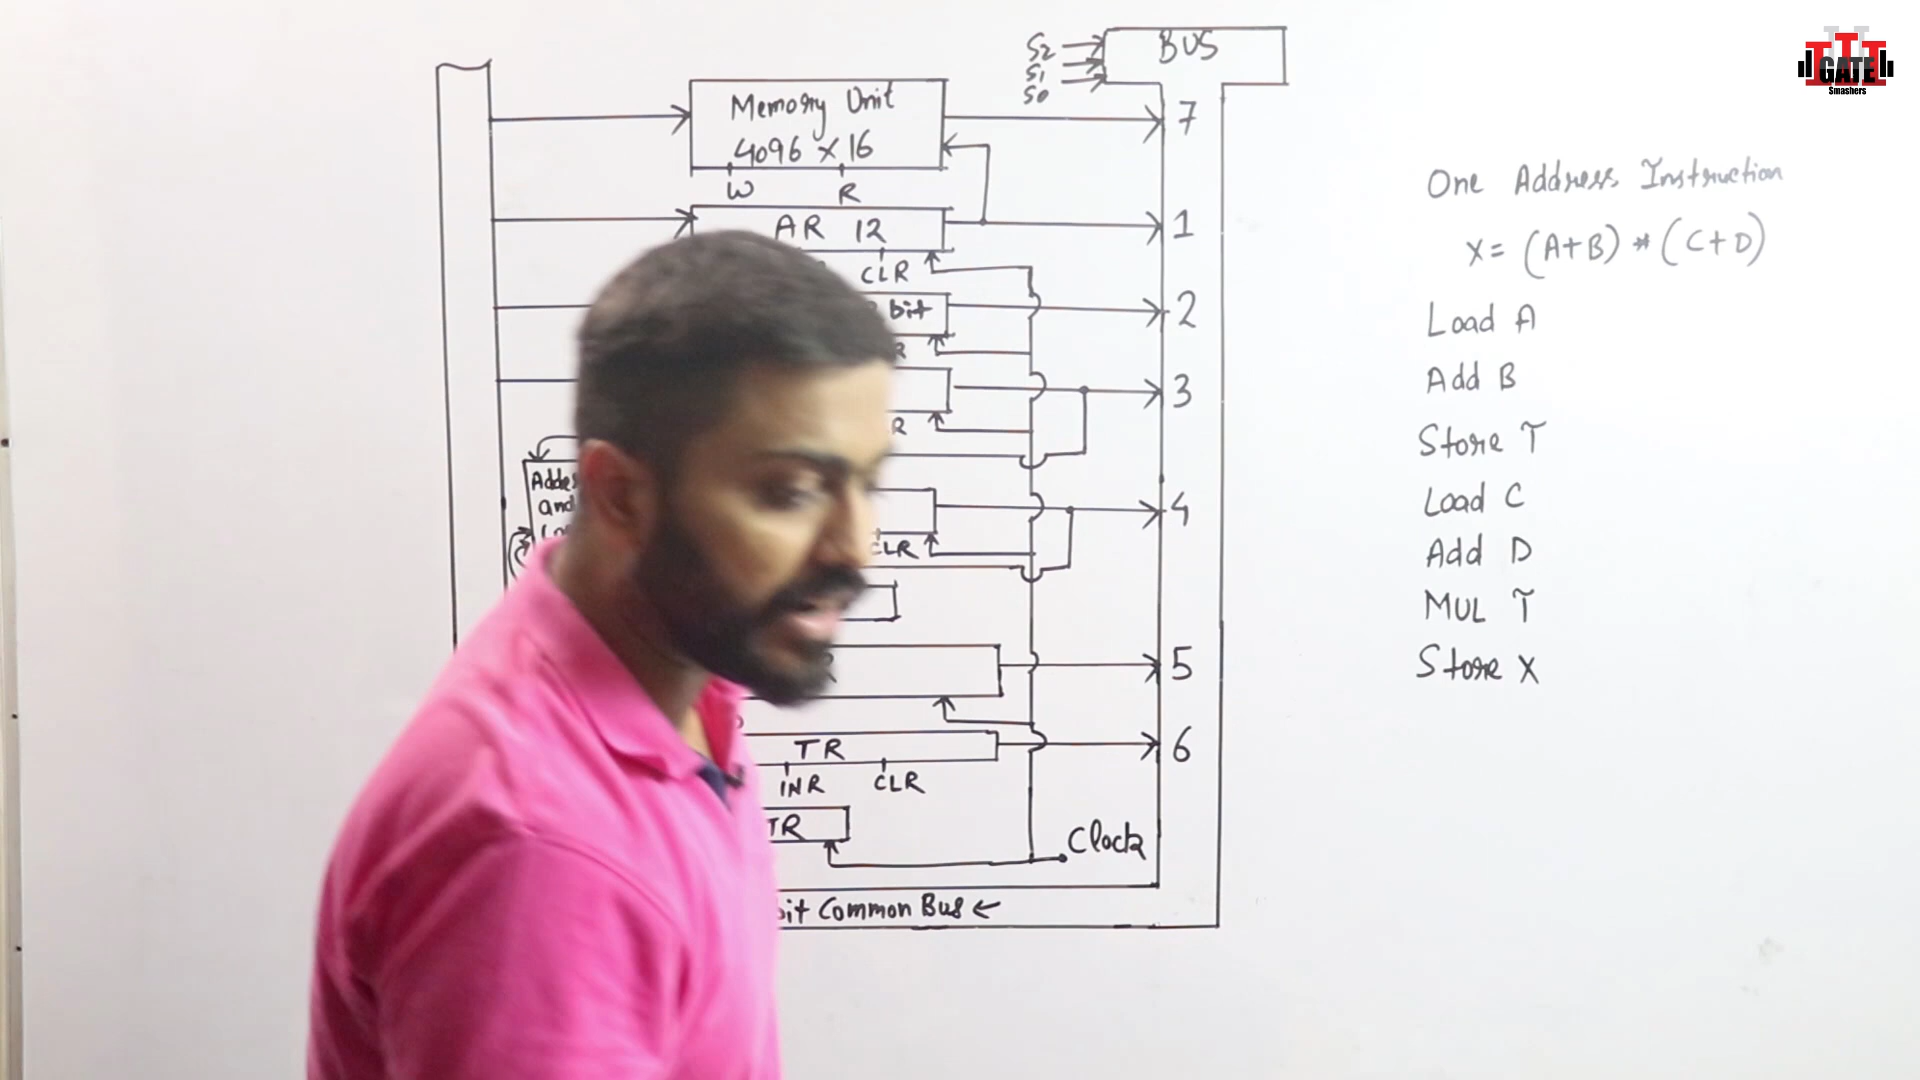 S2
S1
S0
BUS
GATE
Smashers
Memory Unit
4096 x 16
W R
7
AR 12
1
CLR
bit
2
3
and
4
CLR
5
TR
6
INR CLR
TR
Clock
bit Common Bus ←
One Address Instruction
X = (A+B) * (C+D)
Load A
Add B
Store T
Load C
Add D
MUL T
Store X